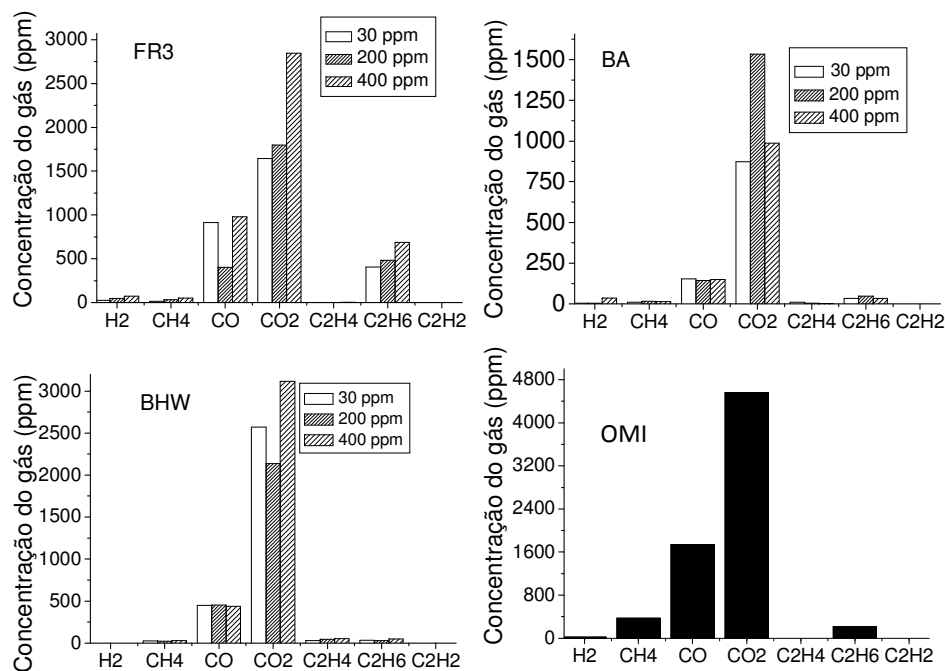 FR3
Concentração do gás (ppm)
3000
2500
2000
1500
1000
500
0
30 ppm
200 ppm
400 ppm
H2 CH4 CO CO2 C2H4 C2H6 C2H2
BA
Concentração do gás (ppm)
1500
1250
1000
750
500
250
0
30 ppm
200 ppm
400 ppm
H2 CH4 CO CO2 C2H4 C2H6 C2H2
BHW
Concentração do gás (ppm)
3000
2500
2000
1500
1000
500
0
30 ppm
200 ppm
400 ppm
H2 CH4 CO CO2 C2H4 C2H6 C2H2
OMI
Concentração do gás (ppm)
4800
4000
3200
2400
1600
800
0
H2 CH4 CO CO2 C2H4 C2H6 C2H2